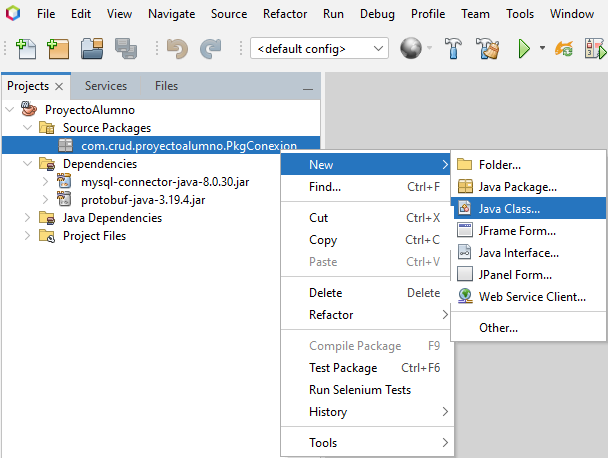 File Edit View Navigate Source Refactor Run Debug Profile Team Tools Window
<default config>
Projects Services Files
ProyectoAlumno
Source Packages
com.crud.proyectoalumno.PkgConexion
Dependencies
mysql-connector-java-8.0.30.jar
protobuf-java-3.19.4.jar
Java Dependencies
Project Files
New
Find... Ctrl+F
Cut Ctrl+X
Copy Ctrl+C
Paste Ctrl+V
Delete Delete
Refactor
Compile Package F9
Test Package Ctrl+F6
Run Selenium Tests
History
Tools
Folder...
Java Package...
Java Class...
JFrame Form...
Java Interface...
JPanel Form...
Web Service Client...
Other...